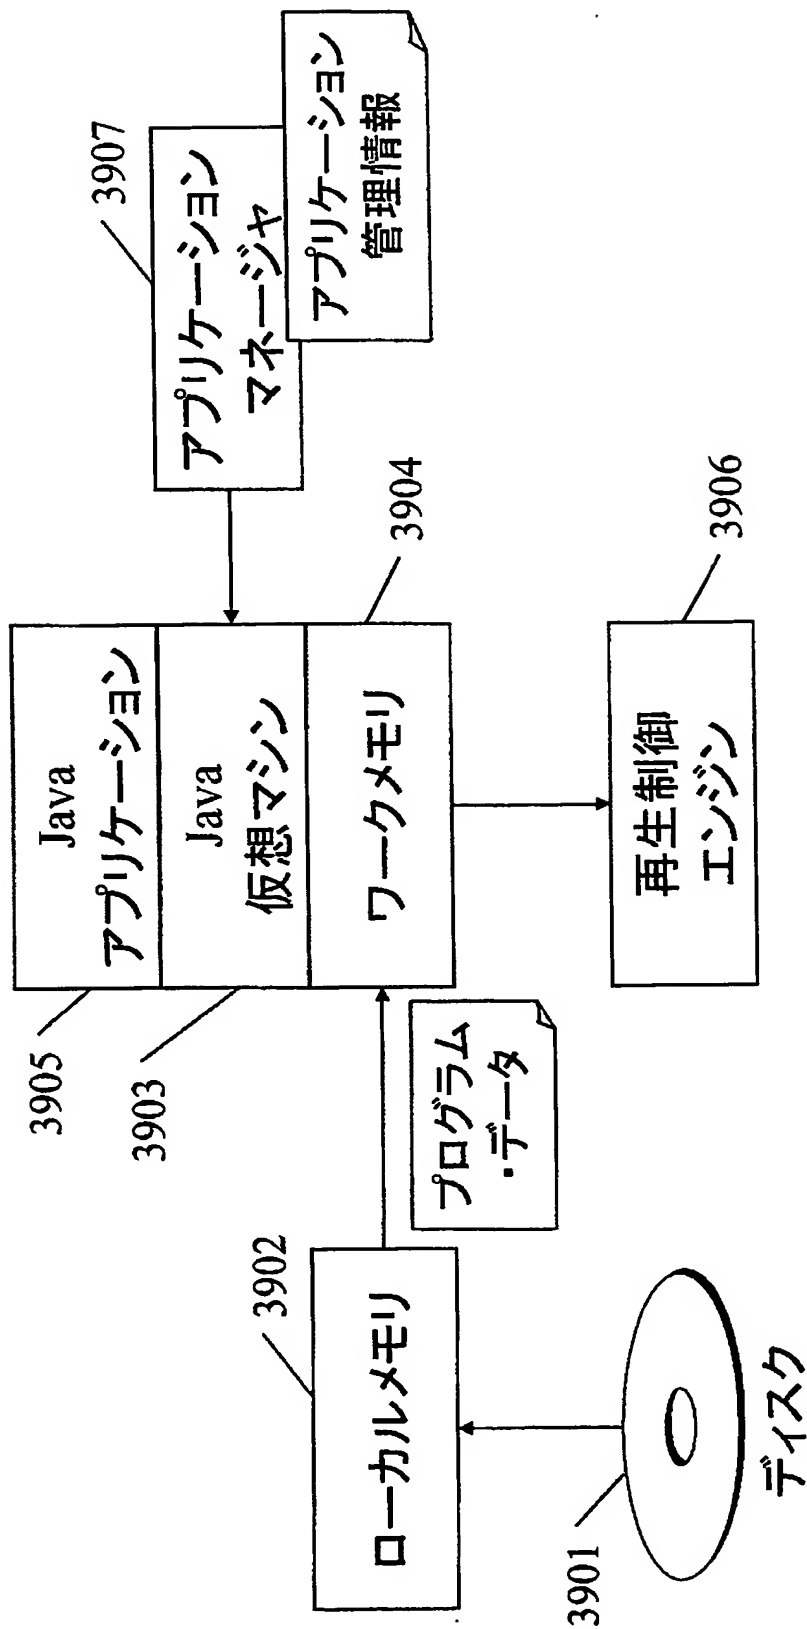 3905
Java
アプリケーション
3903
Java
仮想マシン
ワークメモリ
3904
3907
アプリケーション
マネージャ
アプリケーション
管理情報
3902
ローカルメモリ
プログラム
・データ
再生制御
エンジン
3906
3901
ディスク